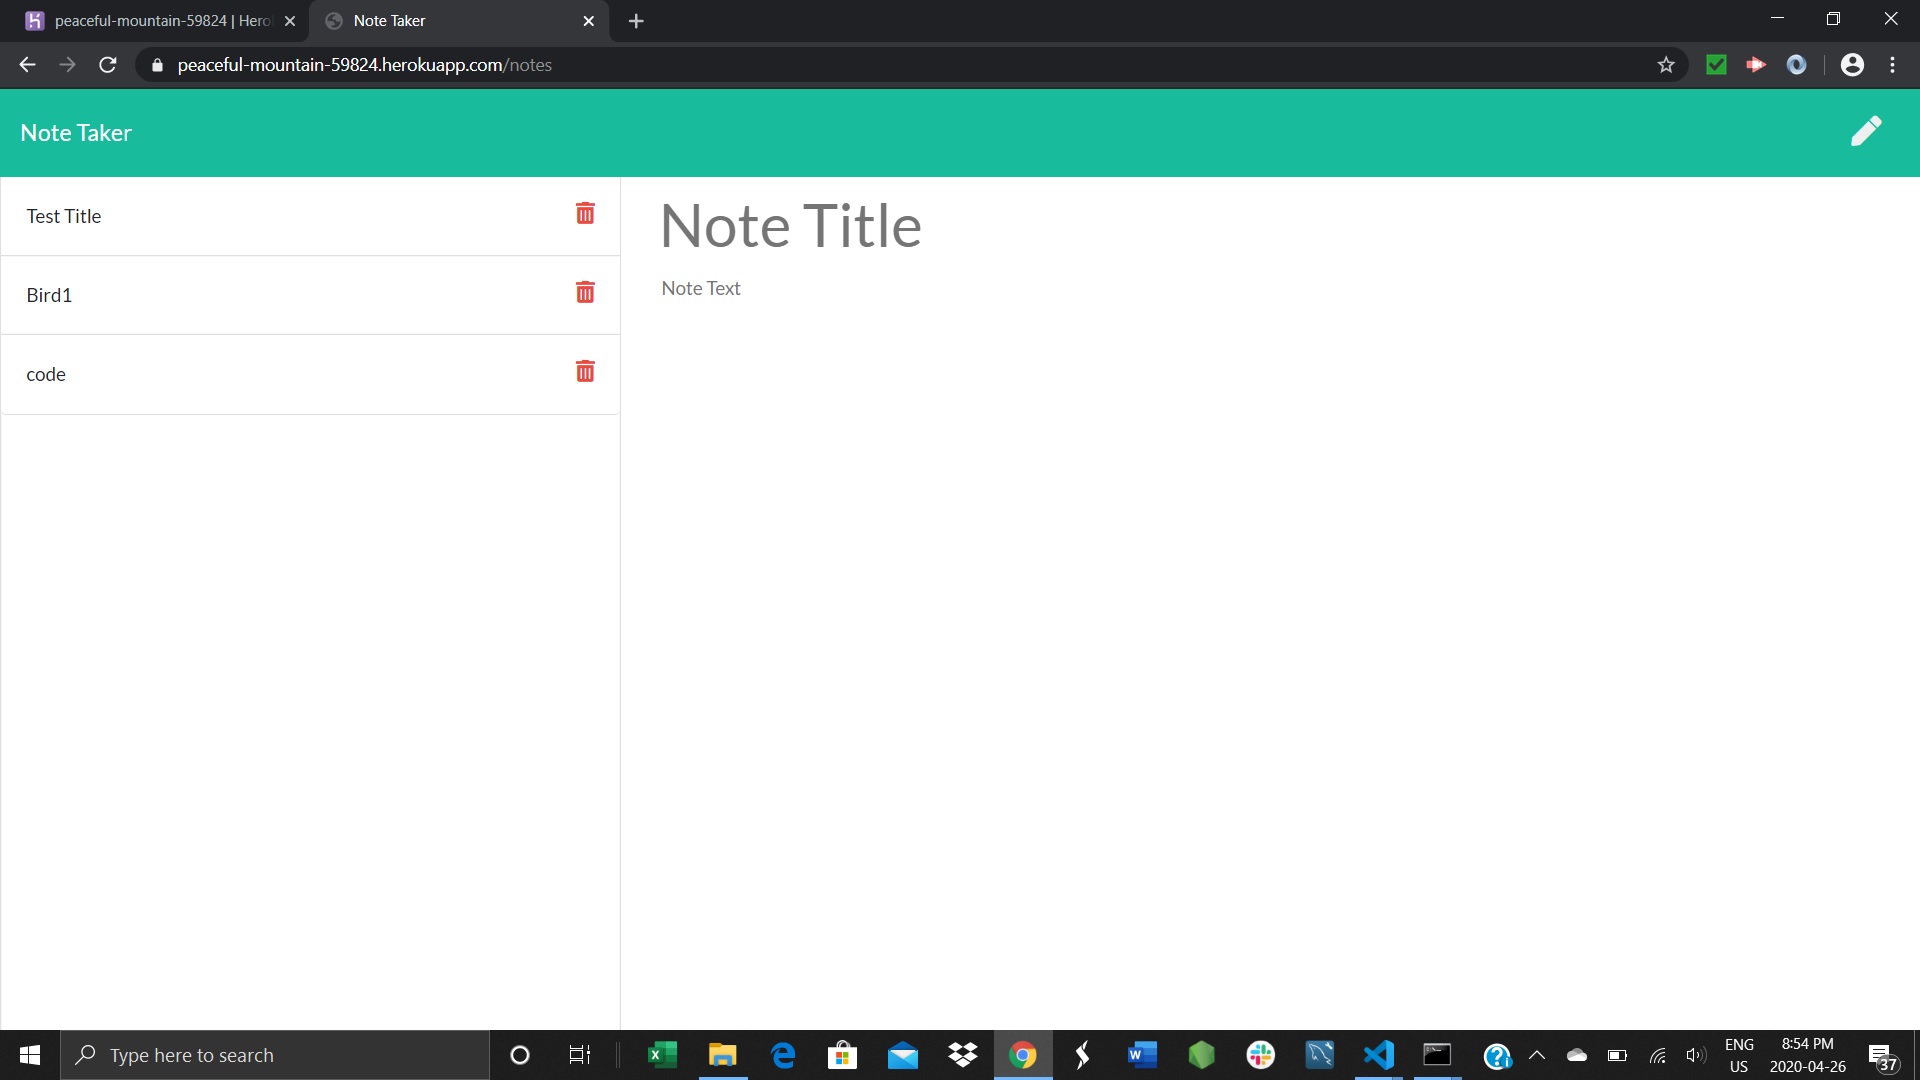 peaceful-mountain-59824 | Hero
Note Taker
peaceful-mountain-59824.herokuapp.com/notes
Note Taker
Test Title
Bird1
code
Note Title
Note Text
Type here to search
ENG
US
8:54 PM
2020-04-26
37